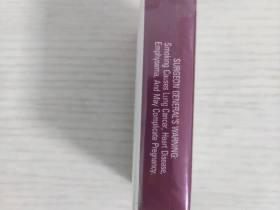 SURGEON GENERAL'S WARNING:
Smoking Causes Lung Cancer, Heart Disease,
Emphysema, And May Complicate Pregnancy.